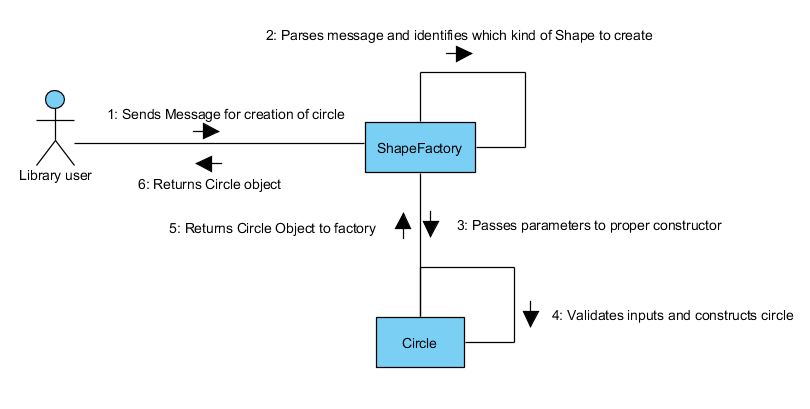 2: Parses message and identifies which kind of Shape to create
1: Sends Message for creation of circle
ShapeFactory
Library user
6: Returns Circle object
5: Returns Circle Object to factory
3: Passes parameters to proper constructor
4: Validates inputs and constructs circle
Circle